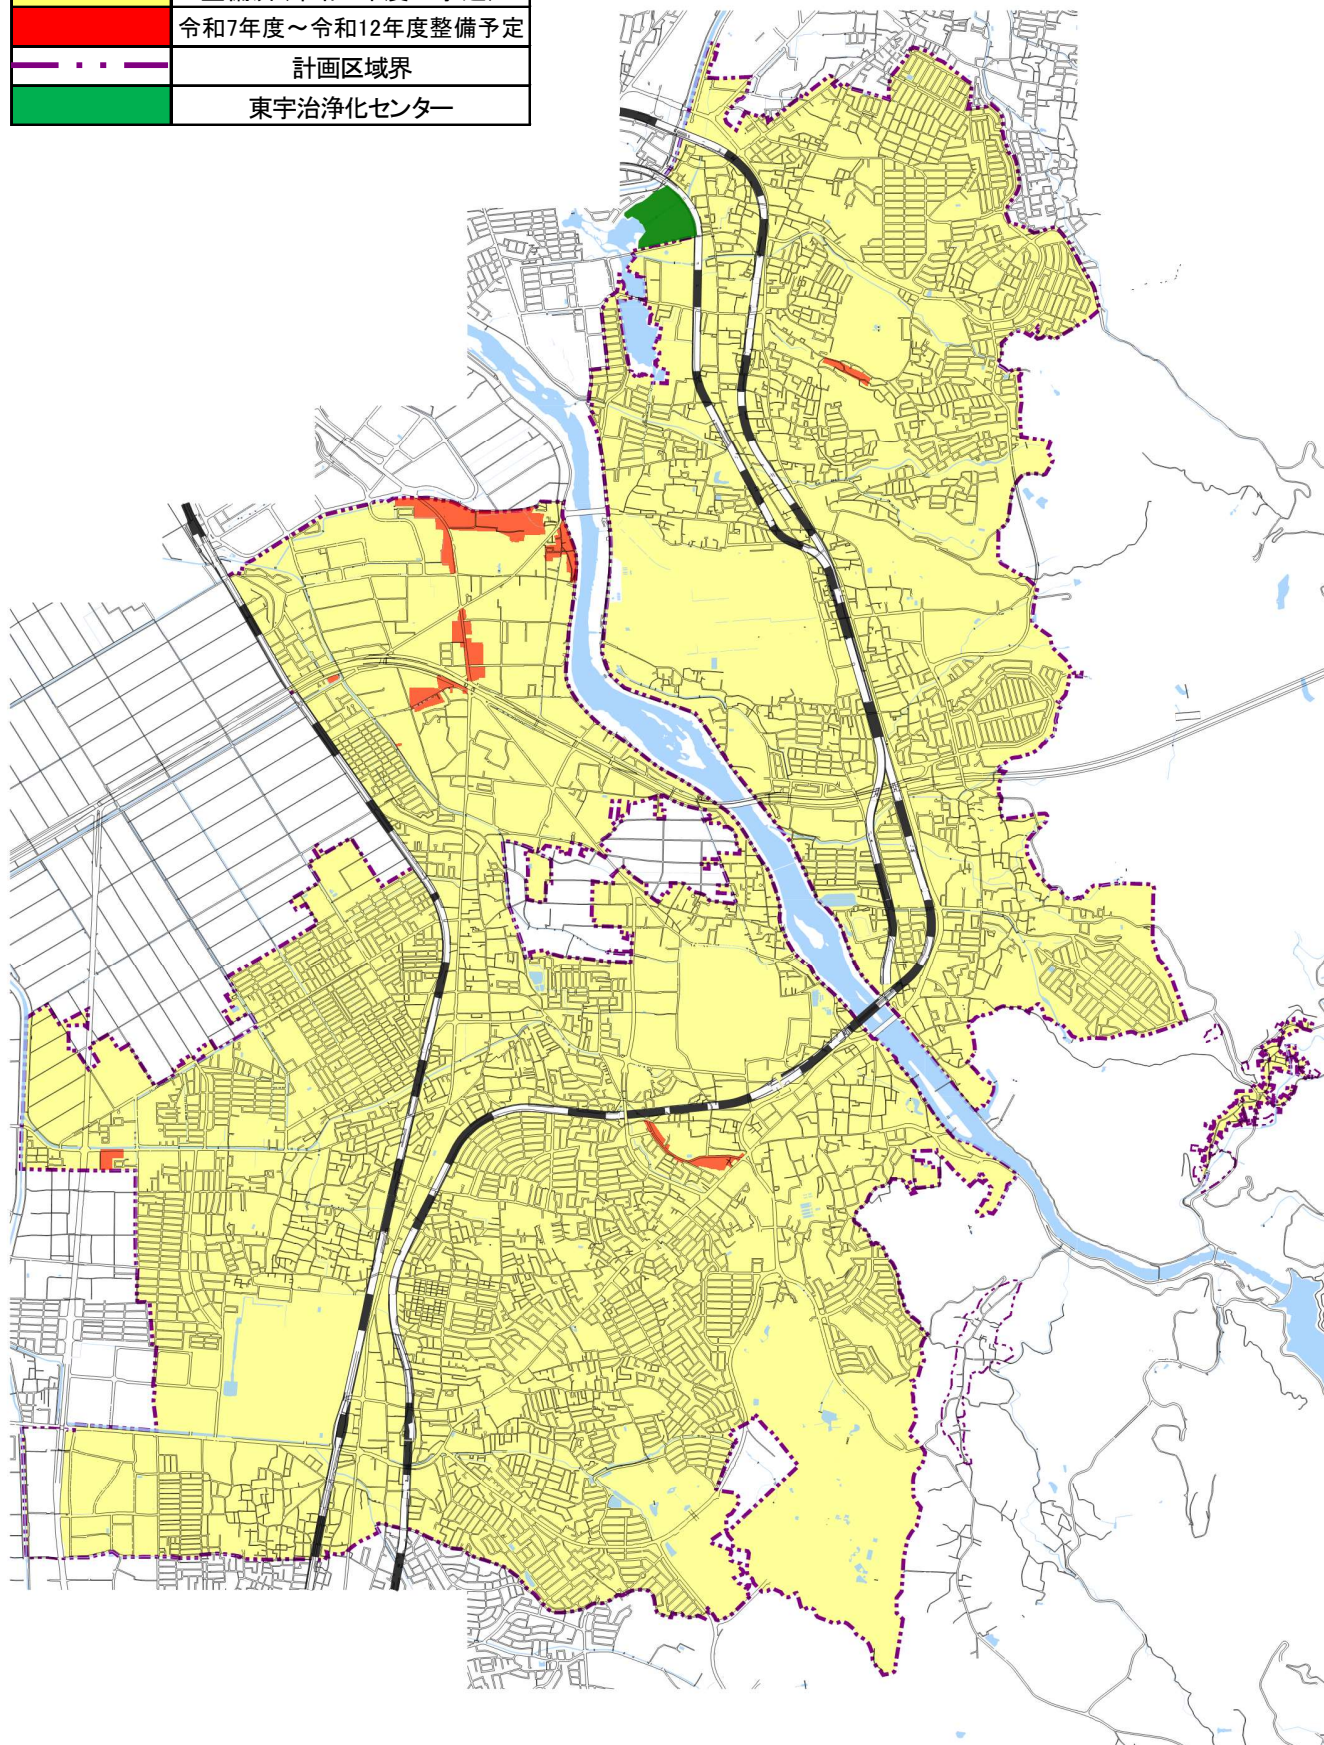 令和7年度～令和12年度整備予定
計画区域界
東宇治浄化センター